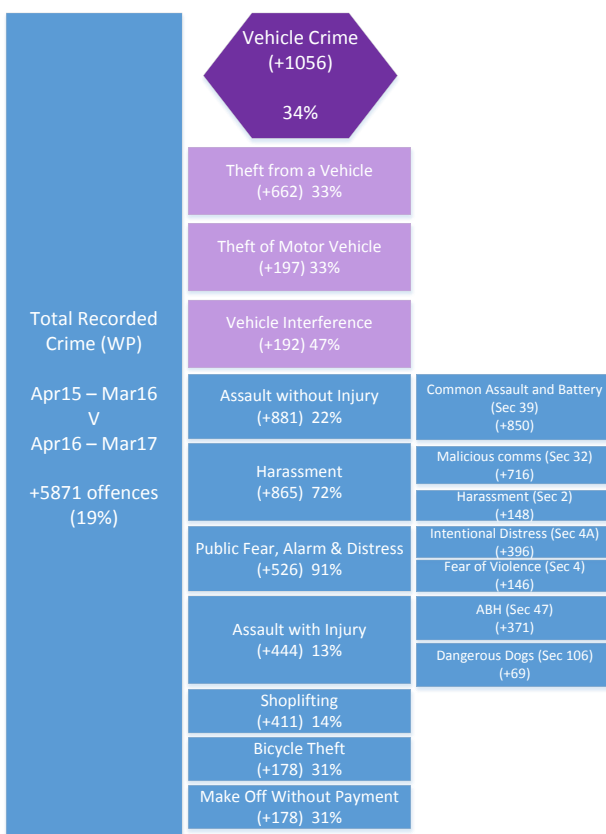 Vehicle Crime
(+1056)
34%
Total Recorded
Crime (WP)
Apr15 – Mar16
V
Apr16 – Mar17
+5871 offences
(19%)
Theft from a Vehicle
(+662) 33%
Theft of Motor Vehicle
(+197) 33%
Vehicle Interference
(+192) 47%
Assault without Injury
(+881) 22%
Common Assault and Battery
(Sec 39)
+850)
Harassment
(+865) 72%
Malicious comms (Sec 32)
+716)
Harassment (Sec 2)
(+148)
Public Fear, Alarm & Distress
(+526) 91%
Intentional Distress (Sec 4A)
+396)
Fear of Violence (Sec 4)
(+146)
Assault with Injury
(+444) 13%
ABH (Sec 47)
(+371)
Dangerous Dogs (Sec 106)
(+69)
Shoplifting
(+411) 14%
Bicycle Theft
(+178) 31%
Make Off Without Payment
(+178) 31%